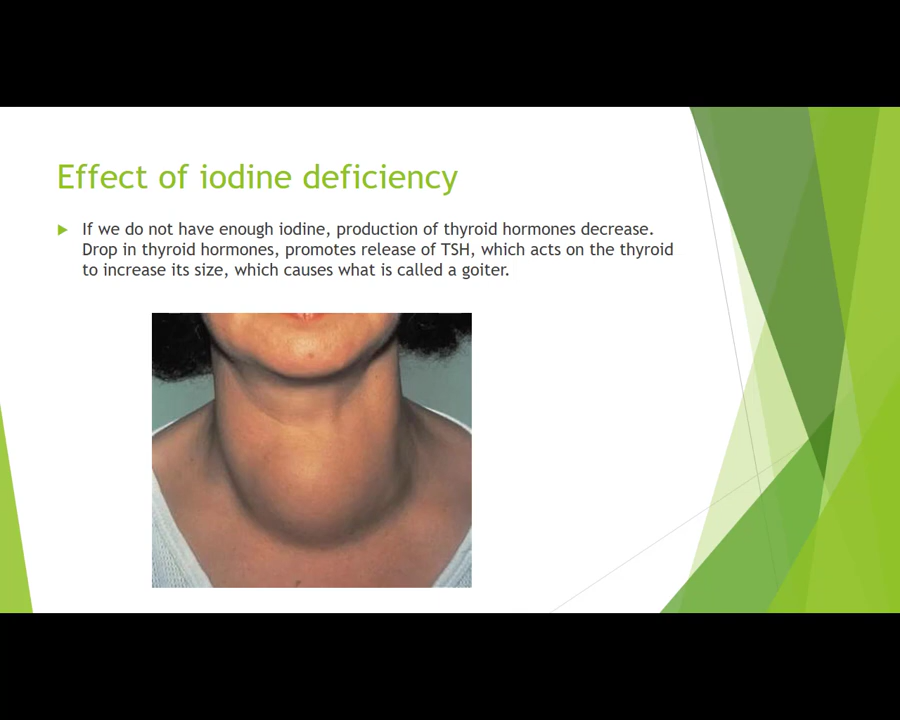 Effect of iodine deficiency
If we do not have enough iodine, production of thyroid hormones decrease.
Drop in thyroid hormones, promotes release of TSH, which acts on the thyroid
to increase its size, which causes what is called a goiter.